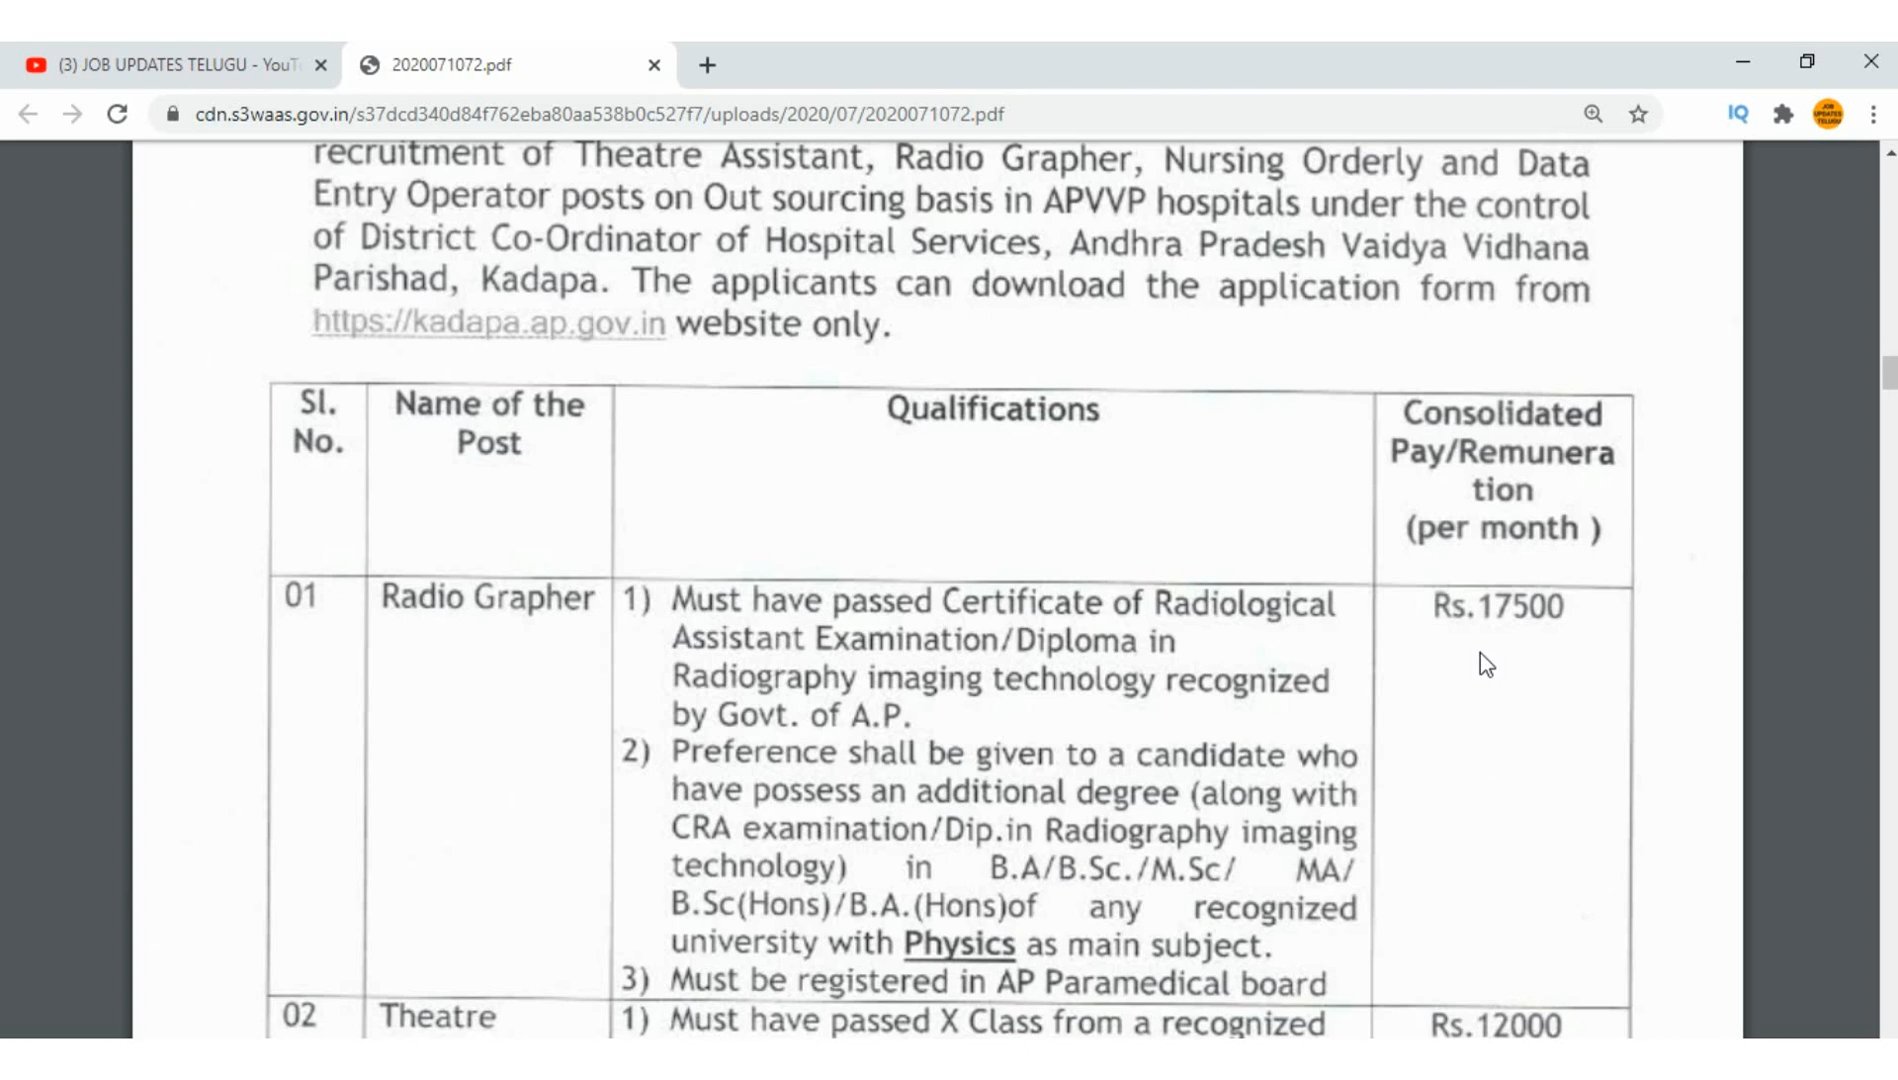 (3) JOB UPDATES TELUGU - YouT
2020071072.pdf
cdn.s3waas.gov.in/s37dcd340d84f762eba80aa538b0c527f7/uploads/2020/07/2020071072.pdf
IQ
JOB
UPDATES
TELUGU
recruitment of Theatre Assistant, Radio Grapher, Nursing Orderly and Data
Entry Operator posts on Out sourcing basis in APVVP hospitals under the control
of District Co-Ordinator of Hospital Services, Andhra Pradesh Vaidya Vidhana
Parishad, Kadapa. The applicants can download the application form from
https://kadapa.ap.gov.in website only.
Sl.
No.
Name of the
Post
Qualifications
Consolidated
Pay/Remunera
tion
(per month )
01
Radio Grapher
1) Must have passed Certificate of Radiological
Assistant Examination/Diploma in
Radiography imaging technology recognized
by Govt. of A.P.
2) Preference shall be given to a candidate who
have possess an additional degree (along with
CRA examination/Dip.in Radiography imaging
technology) in B.A/B.Sc./M.Sc/ MA/
B.Sc(Hons)/B.A.(Hons)of any recognized
university with Physics as main subject.
3) Must be registered in AP Paramedical board
Rs.17500
02
Theatre
1) Must have passed X Class from a recognized
Rs.12000